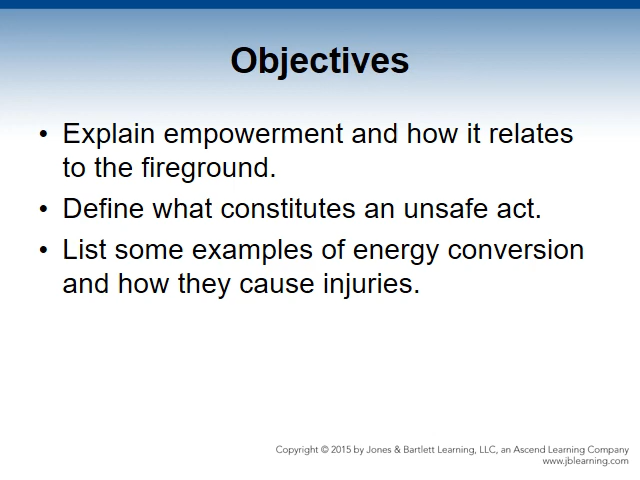 Objectives
• Explain empowerment and how it relates
to the fireground.
• Define what constitutes an unsafe act.
• List some examples of energy conversion
and how they cause injuries.
Copyright © 2015 by Jones & Bartlett Learning, LLC, an Ascend Learning Company
www.jblearning.com